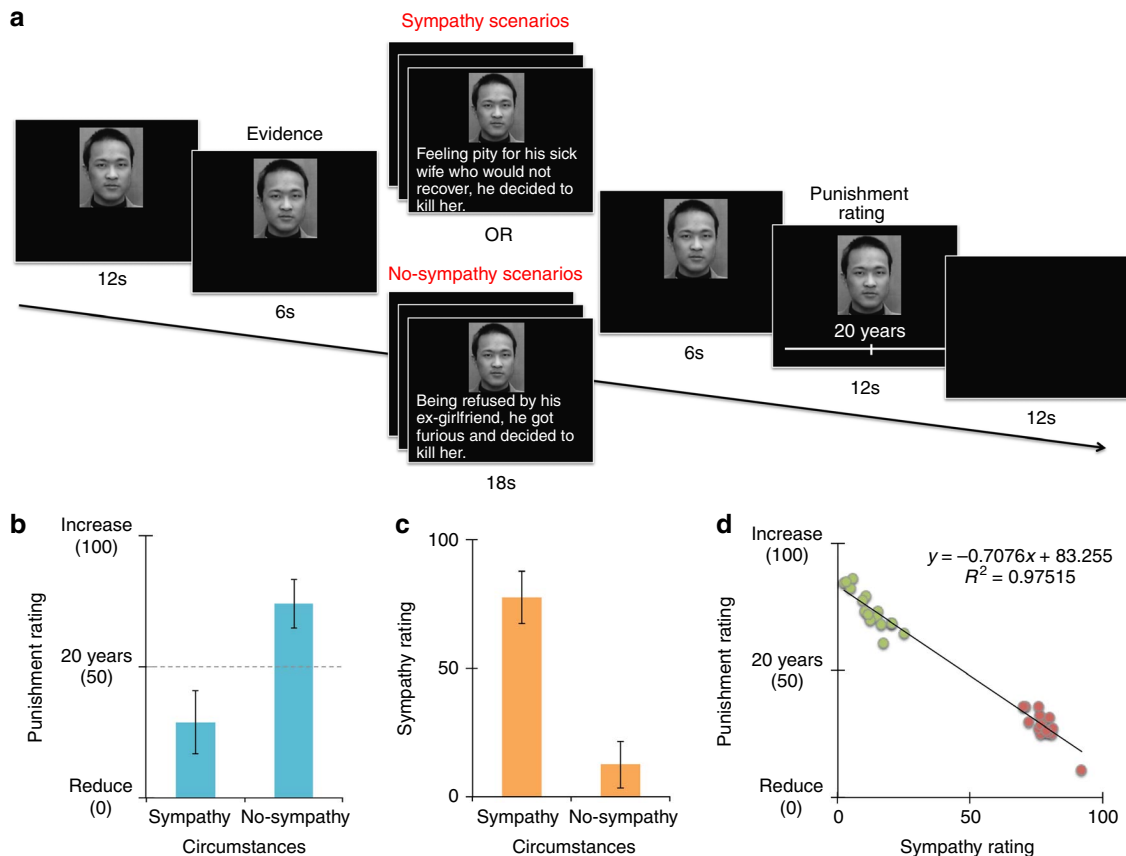 a
Sympathy scenarios
Evidence
Feeling pity for his sick
wife who would not
recover, he decided to
kill her.
OR
Punishment
rating
No-sympathy scenarios
20 years
Being refused by his
ex-girlfriend, he got
furious and decided to
kill her.
12s
6s
18s
6s
12s
12s
b
Increase
(100)
20 years
(50)
Reduce
(0)
Punishment rating
Sympathy
No-sympathy
Circumstances
c
100
50
0
Sympathy rating
Sympathy
No-sympathy
Circumstances
d
Increase
(100)
20 years
(50)
Reduce
(0)
Punishment rating
y = −0.7076x + 83.255
R² = 0.97515
0
50
100
Sympathy rating